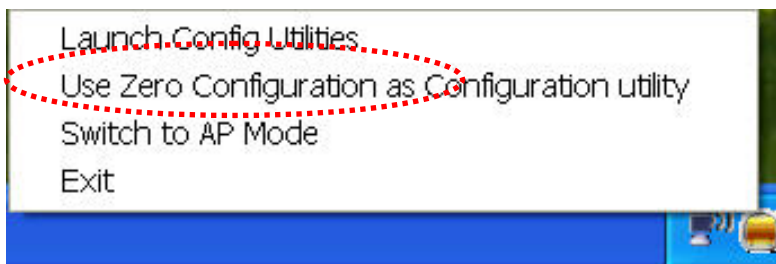 Launch Config Utilities
Use Zero Configuration as Configuration utility
Switch to AP Mode
Exit